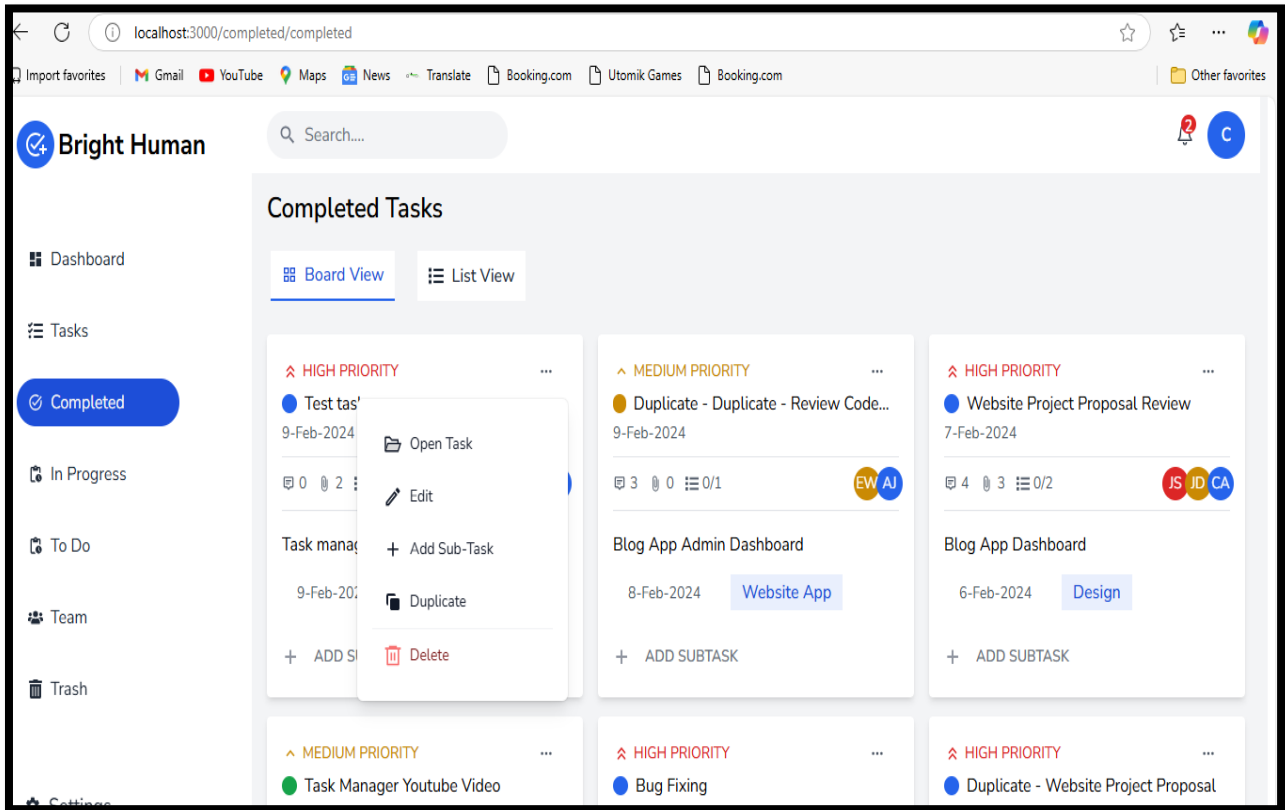 localhost:3000/completed/completed
Import favorites Gmail YouTube Maps News Translate Booking.com Utomik Games Booking.com Other favorites
Bright Human
Search....
2
C
Completed Tasks
Dashboard
Tasks
Completed
In Progress
To Do
Team
Trash
Settings
Board View List View
HIGH PRIORITY ...
Test
9-Feb-2024
0 2
Task
9-Feb-
ADD
Open Task
Edit
Add Sub-Task
Duplicate
Delete
MEDIUM PRIORITY ...
Duplicate - Duplicate - Review Code...
9-Feb-2024
3 0 0/1 EW AJ
Blog App Admin Dashboard
8-Feb-2024 Website App
+ ADD SUBTASK
HIGH PRIORITY ...
Website Project Proposal Review
7-Feb-2024
4 3 0/2 JS JD CA
Blog App Dashboard
6-Feb-2024 Design
+ ADD SUBTASK
MEDIUM PRIORITY ...
Task Manager Youtube Video
HIGH PRIORITY ...
Bug Fixing
HIGH PRIORITY ...
Duplicate - Website Project Proposal